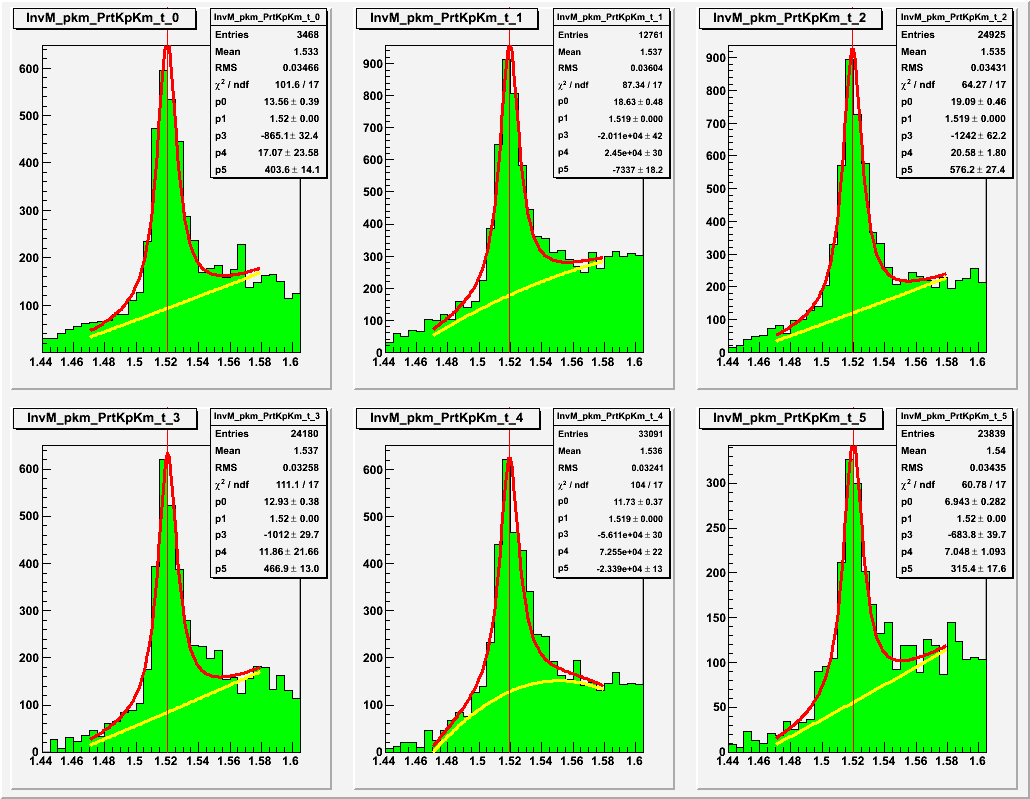 InvM_pkm_PrtKpKm_t_0
InvM_pkm_PrtKpKm_t_0
Entries 3468
Mean 1.533
RMS 0.03466
χ² / ndf 101.6 / 17
p0 13.56 ± 0.39
p1 1.52 ± 0.00
p3 -865.1 ± 32.4
p4 17.07 ± 23.58
p5 403.6 ± 14.1
600
500
400
300
200
100
1.44 1.46 1.48 1.5 1.52 1.54 1.56 1.58 1.6
InvM_pkm_PrtKpKm_t_1
InvM_pkm_PrtKpKm_t_1
Entries 12761
Mean 1.537
RMS 0.03604
χ² / ndf 87.34 / 17
p0 18.63 ± 0.48
p1 1.519 ± 0.000
p3 -2.011e+04 ± 42
p4 2.45e+04 ± 30
p5 -7337 ± 18.2
900
800
700
600
500
400
300
200
100
0
1.44 1.46 1.48 1.5 1.52 1.54 1.56 1.58 1.6
InvM_pkm_PrtKpKm_t_2
InvM_pkm_PrtKpKm_t_2
Entries 24925
Mean 1.535
RMS 0.03431
χ² / ndf 64.27 / 17
p0 19.09 ± 0.46
p1 1.519 ± 0.000
p3 -1242 ± 62.2
p4 20.58 ± 1.80
p5 576.2 ± 27.4
900
800
700
600
500
400
300
200
100
0
1.44 1.46 1.48 1.5 1.52 1.54 1.56 1.58 1.6
InvM_pkm_PrtKpKm_t_3
InvM_pkm_PrtKpKm_t_3
Entries 24180
Mean 1.537
RMS 0.03258
χ² / ndf 111.1 / 17
p0 12.93 ± 0.38
p1 1.52 ± 0.00
p3 -1012 ± 29.7
p4 11.86 ± 21.66
p5 466.9 ± 13.0
600
500
400
300
200
100
0
1.44 1.46 1.48 1.5 1.52 1.54 1.56 1.58 1.6
InvM_pkm_PrtKpKm_t_4
InvM_pkm_PrtKpKm_t_4
Entries 33091
Mean 1.536
RMS 0.03241
χ² / ndf 104 / 17
p0 11.73 ± 0.37
p1 1.519 ± 0.000
p3 -5.611e+04 ± 30
p4 7.255e+04 ± 22
p5 -2.339e+04 ± 13
600
500
400
300
200
100
0
1.44 1.46 1.48 1.5 1.52 1.54 1.56 1.58 1.6
InvM_pkm_PrtKpKm_t_5
InvM_pkm_PrtKpKm_t_5
Entries 23839
Mean 1.54
RMS 0.03435
χ² / ndf 60.78 / 17
p0 6.943 ± 0.282
p1 1.52 ± 0.00
p3 -683.8 ± 39.7
p4 7.048 ± 1.093
p5 315.4 ± 17.6
300
250
200
150
100
50
0
1.44 1.46 1.48 1.5 1.52 1.54 1.56 1.58 1.6